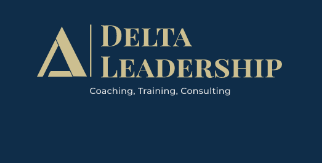 DELTA
LEADERSHIP
Coaching, Training, Consulting